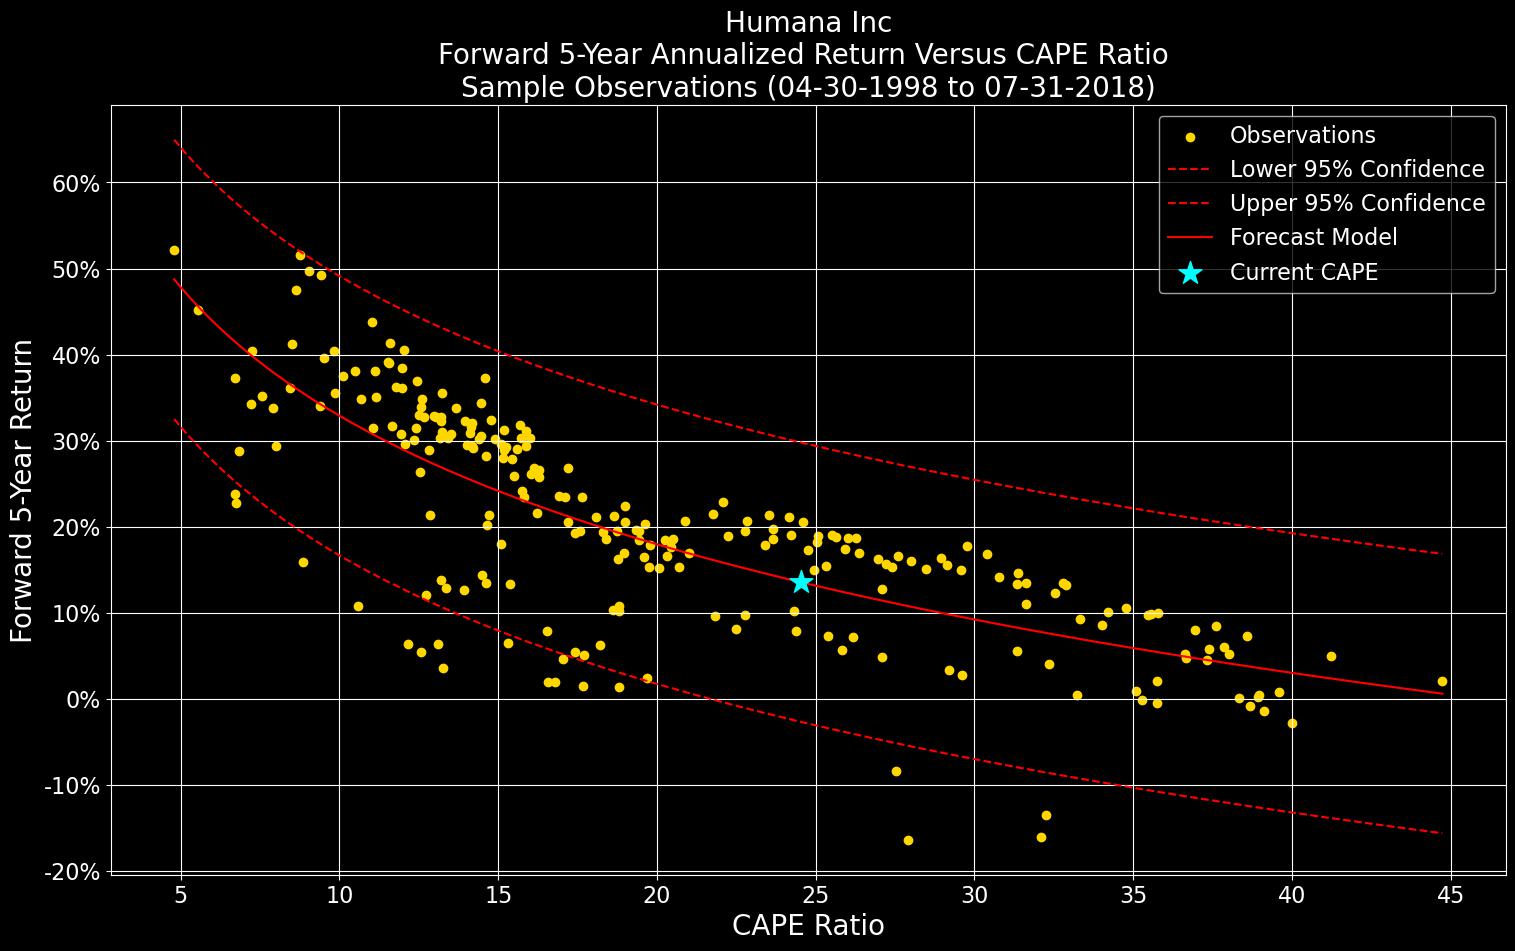 Humana Inc
Forward 5-Year Annualized Return Versus CAPE Ratio
Sample Observations (04-30-1998 to 07-31-2018)
Observations
Lower 95% Confidence
Upper 95% Confidence
Forecast Model
Current CAPE
Forward 5-Year Return
60%
50%
40%
30%
20%
10%
0%
-10%
-20%
5 10 15 20 25 30 35 40 45
CAPE Ratio